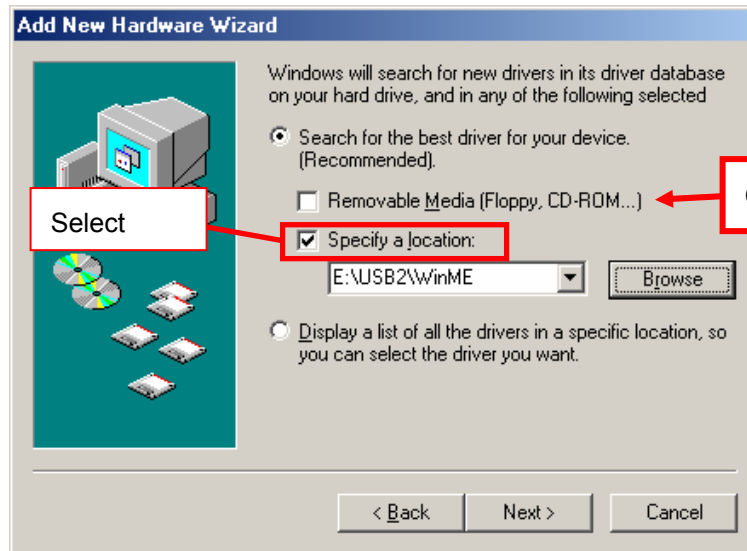 Add New Hardware Wizard
Windows will search for new drivers in its driver database
on your hard drive, and in any of the following selected
Search for the best driver for your device.
(Recommended).
Removable Media (Floppy, CD-ROM...)
Select
Specify a location:
E:\USB2\WinME
Browse
Display a list of all the drivers in a specific location, so
you can select the driver you want.
< Back
Next >
Cancel